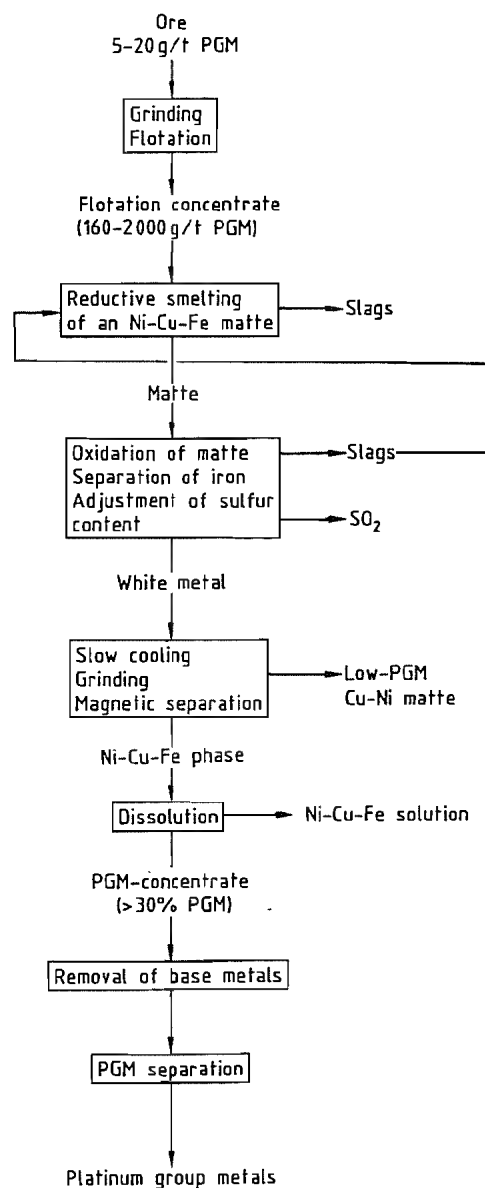 Ore
5-20g/t PGM
Grinding
Flotation
Flotation concentrate
(160-2000g/t PGM)
Reductive smelting
of an Ni-Cu-Fe matte
Slags
Matte
Oxidation of matte
Separation of iron
Adjustment of sulfur
content
Slags
SO₂
White metal
Slow cooling
Grinding
Magnetic separation
Low-PGM
Cu-Ni matte
Ni-Cu-Fe phase
Dissolution
Ni-Cu-Fe solution
PGM-concentrate
(>30% PGM)
Removal of base metals
PGM separation
Platinum group metals